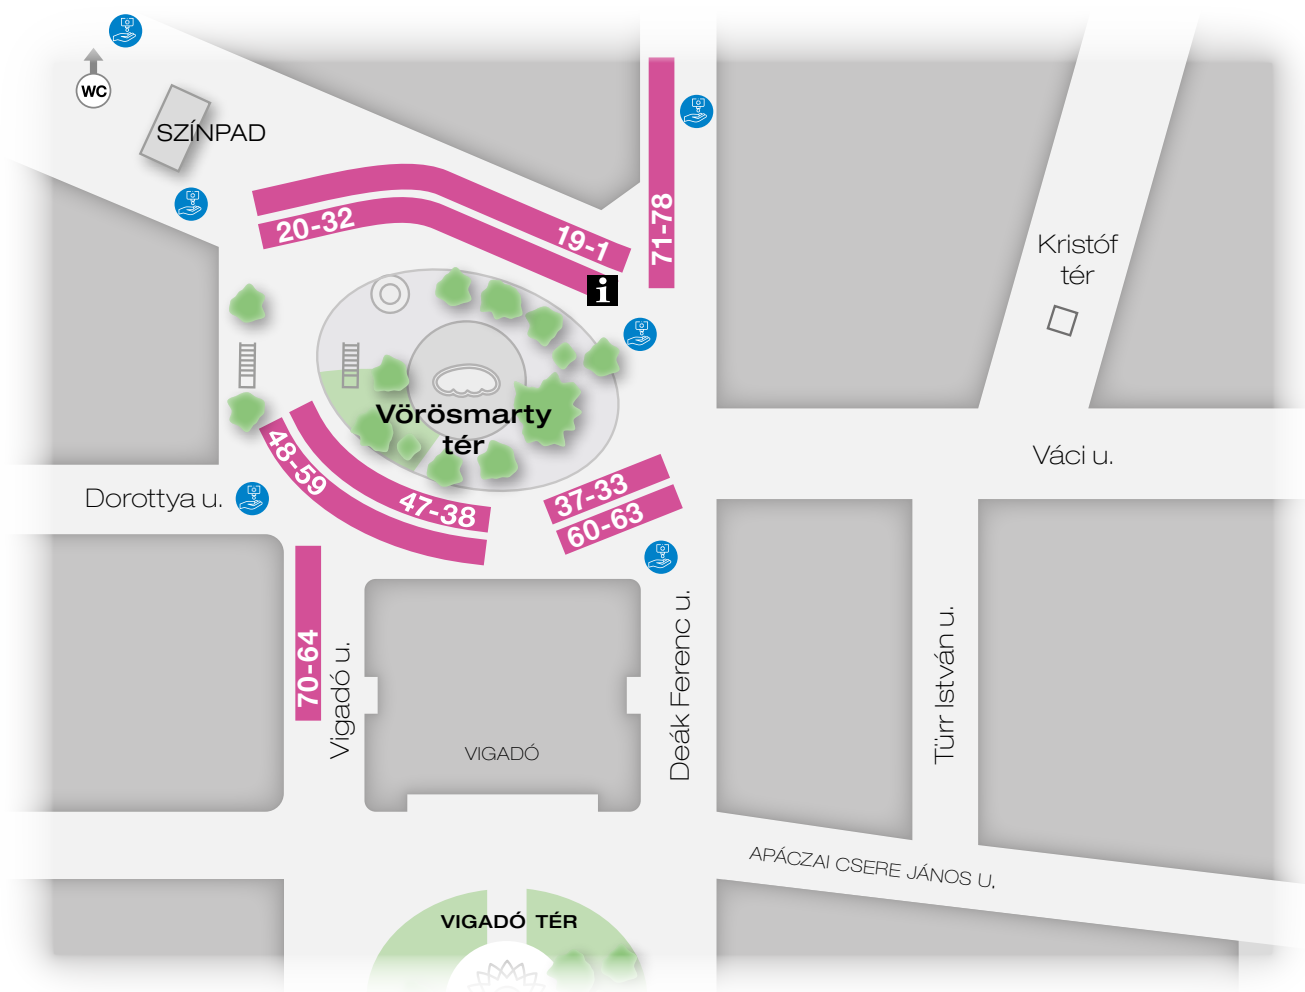 WC
SZÍNPAD
20-32
19-1
71-78
i
Kristóf
tér
Vörösmarty
tér
Váci u.
48-59
47-38
37-33
60-63
Dorottya u.
70-64
Vigadó u.
VIGADÓ
Deák Ferenc u.
Türr István u.
APÁCZAI CSERE JÁNOS U.
VIGADÓ TÉR